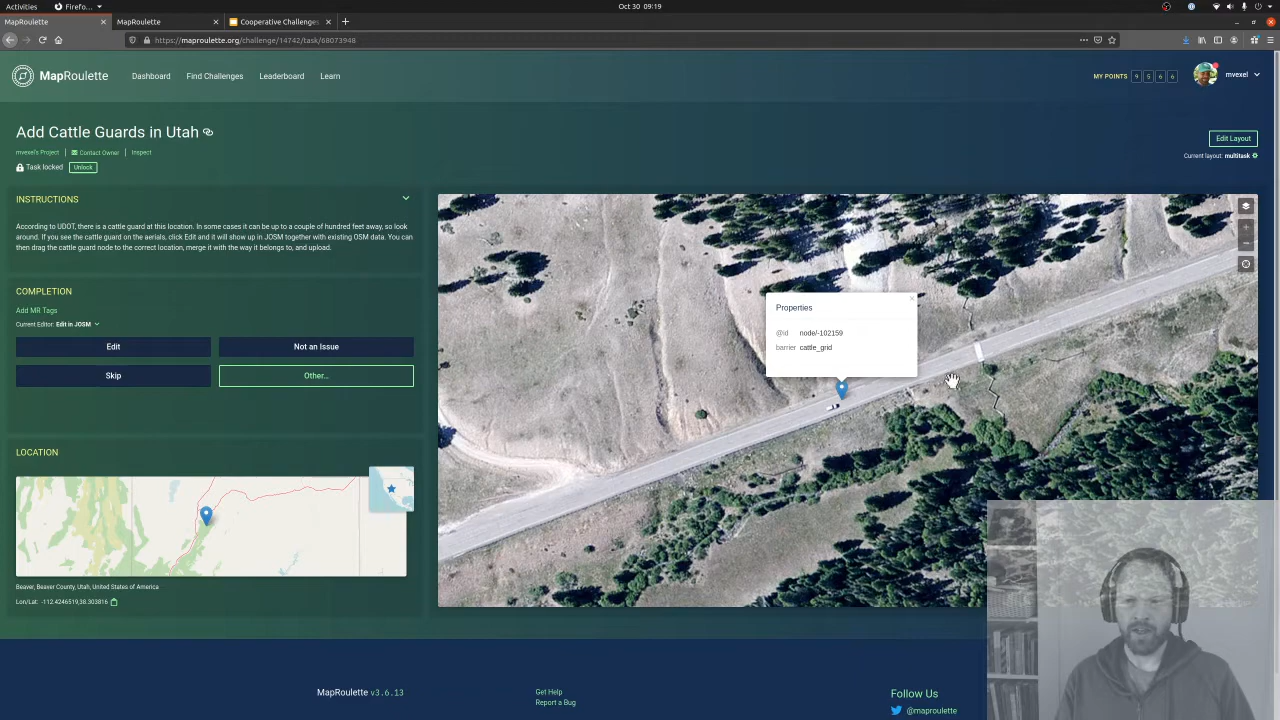 Activities
Firefo...
Oct 30 09:19
MapRoulette
MapRoulette
Cooperative Challenges
https://maproulette.org/challenge/14742/task/68073948
MapRoulette
Dashboard
Find Challenges
Leaderboard
Learn
MY POINTS 9 5 6 6
mvexel
Add Cattle Guards in Utah
mvexel's Project
Contact Owner
Inspect
Task locked
Unlock
Edit Layout
Current layout: multitask
INSTRUCTIONS
According to UDOT, there is a cattle guard at this location. In some cases it can be up to a couple of hundred feet away, so look
around. If you see the cattle guard on the aerials, click Edit and it will show up in JOSM together with existing OSM data. You can
then drag the cattle guard node to the correct location, merge it with the way it belongs to, and upload.
COMPLETION
Add MR Tags
Current Editor: Edit in JOSM
Edit
Not an Issue
Skip
Other...
Properties
@id node/-102159
barrier cattle_grid
LOCATION
Beaver, Beaver County, Utah, United States of America
Lon/Lat: -112.4246519,38.303816
MapRoulette v3.6.13
Get Help
Report a Bug
Follow Us
@maproulette